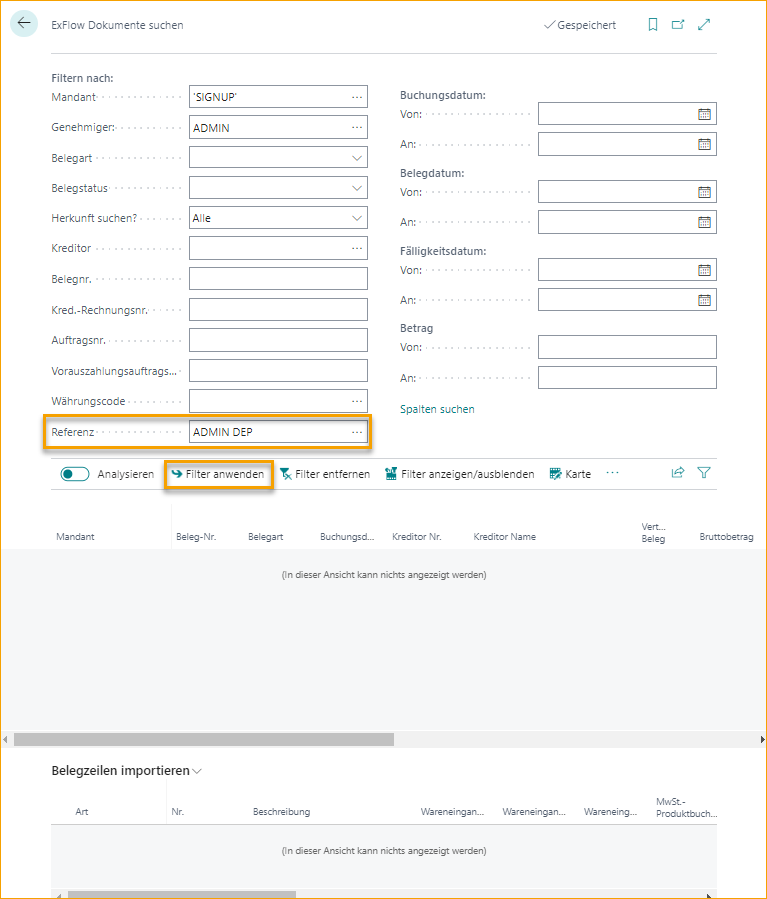 ExFlow Dokumente suchen
Gespeichert
Filtern nach:
Mandant
'SIGNUP'
Genehmiger:
ADMIN
Belegart
Belegstatus
Herkunft suchen?
Alle
Kreditor
Belegnr.
Kred.-Rechnungsnr.
Auftragsnr.
Vorauszahlungsauftrags...
Währungscode
Referenz
ADMIN DEP
Buchungsdatum:
Von:
An:
Belegdatum:
Von:
An:
Fälligkeitsdatum:
Von:
An:
Betrag
Von:
An:
Spalten suchen
Analysieren
Filter anwenden
Filter entfernen
Filter anzeigen/ausblenden
Karte
Mandant
Beleg-Nr.
Belegart
Buchungsd...
Kreditor Nr.
Kreditor Name
Vert...
Beleg
Bruttobetrag
(In dieser Ansicht kann nichts angezeigt werden)
Belegzeilen importieren
Art
Nr.
Beschreibung
Wareneingan...
Wareneingan...
Wareneing...
MwSt.-
Produktbuch...
(In dieser Ansicht kann nichts angezeigt werden)